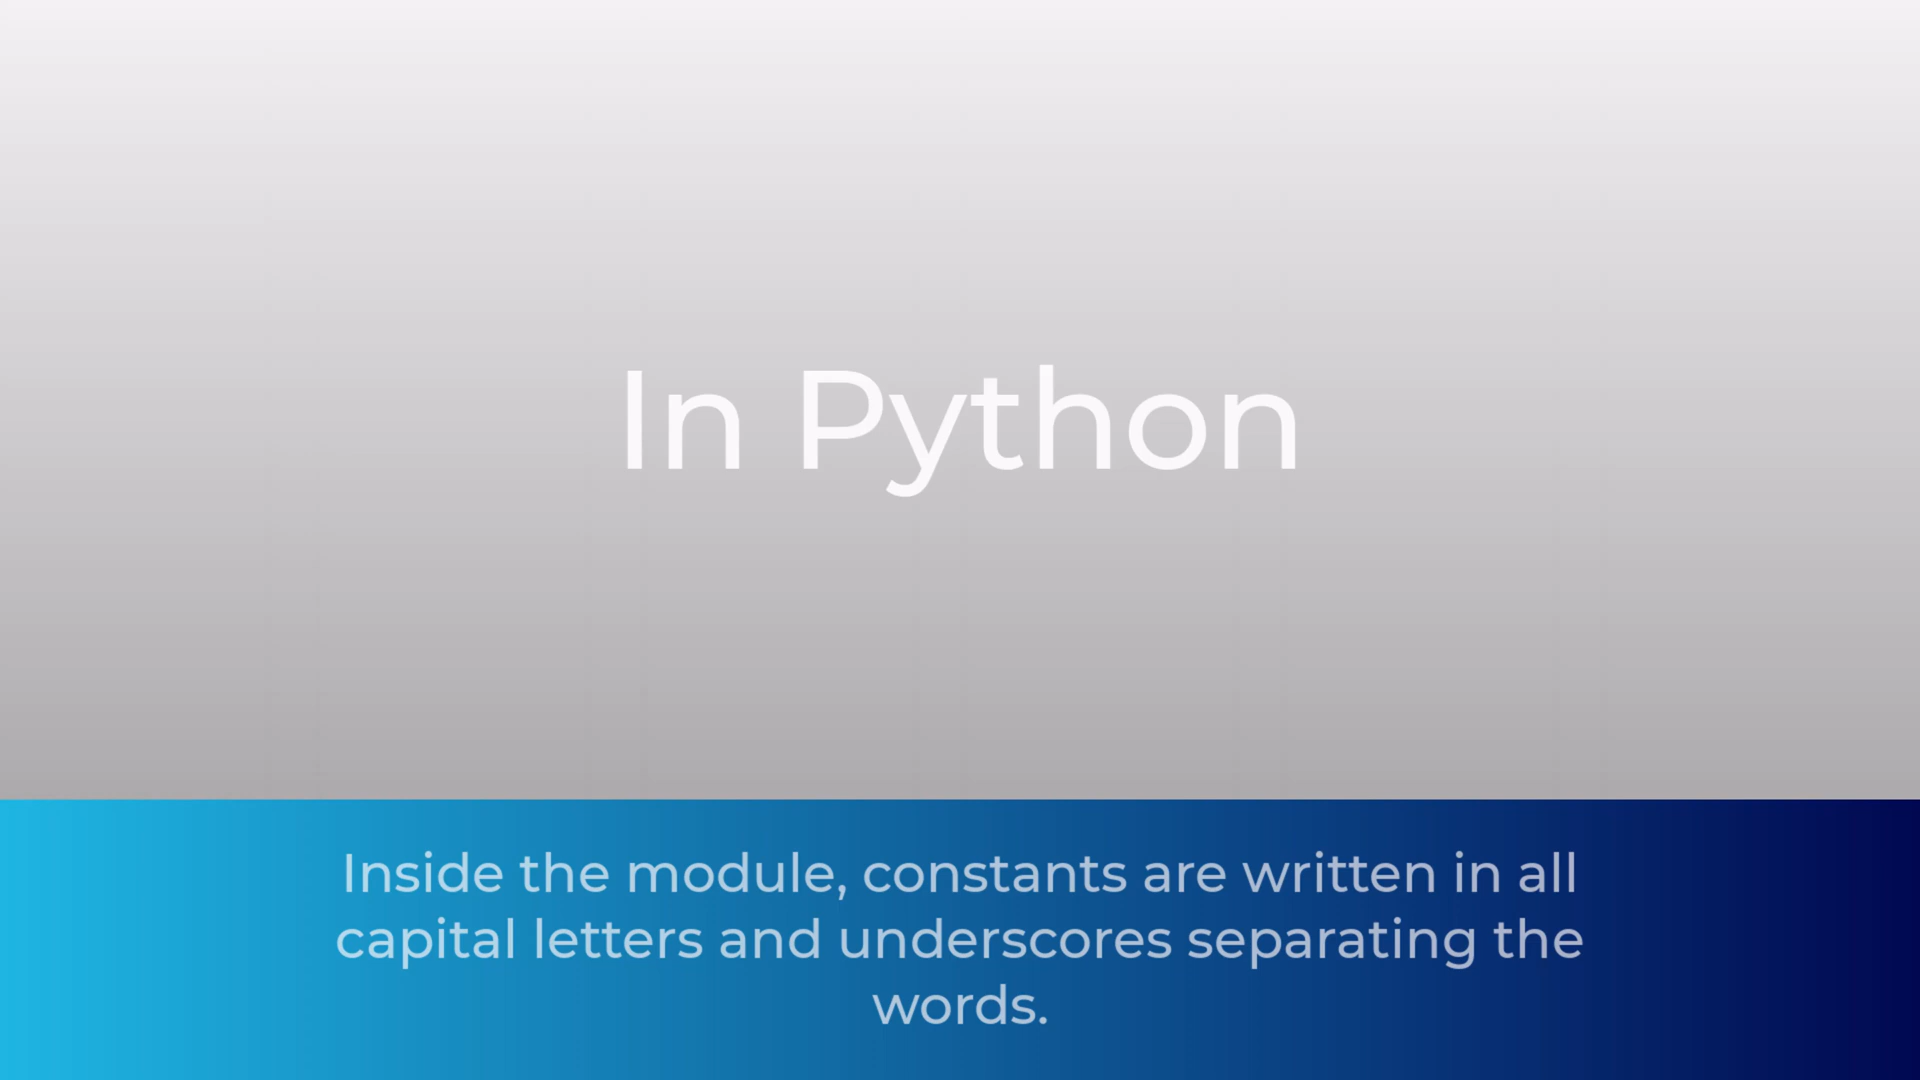 In Python
Inside the module, constants are written in all
capital letters and underscores separating the
words.